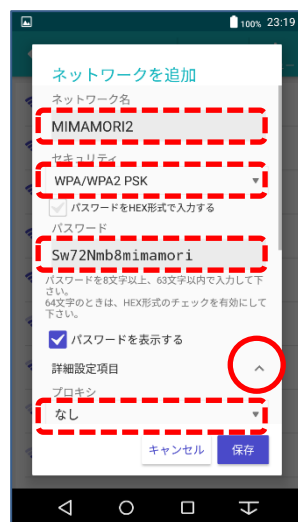 100% 23:19
ネットワークを追加
ネットワーク名
MIMAMORI2
セキュリティ
WPA/WPA2 PSK
パスワードをHEX形式で入力する
パスワード
Sw72Nmb8mimamori
パスワードを8文字以上、63文字以内で入力して下
さい。
64文字のときは、HEX形式のチェックを有効にして
下さい。
パスワードを表示する
詳細設定項目
プロキシ
なし
キャンセル 保存